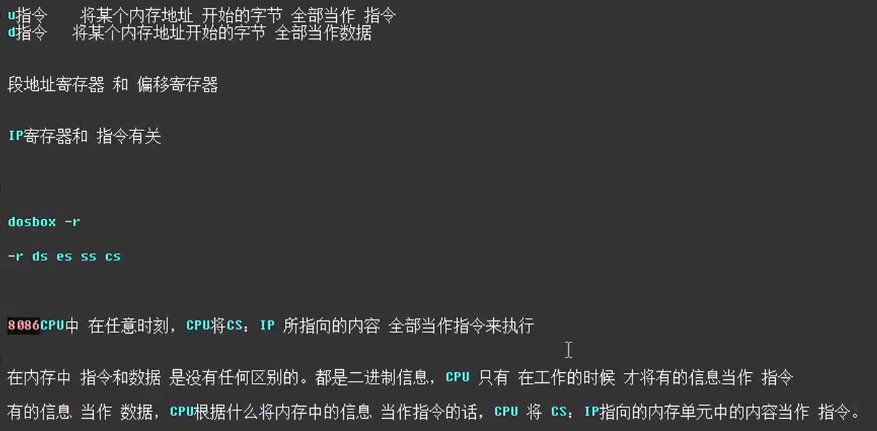 u指令 将某个内存地址 开始的字节 全部当作 指令
d指令 将某个内存地址开始的字节 全部当作数据
段地址寄存器 和 偏移寄存器
IP寄存器和 指令有关
dosbox -r
-r ds es ss cs
8086CPU中 在任意时刻，CPU将CS：IP 所指向的内容 全部当作指令来执行
在内存中 指令和数据 是没有任何区别的。都是二进制信息，CPU 只有 在工作的时候 才将有的信息当作 指令
有的信息 当作 数据，CPU根据什么将内存中的信息 当作指令的话，CPU 将 CS：IP指向的内存单元中的内容当作 指令。